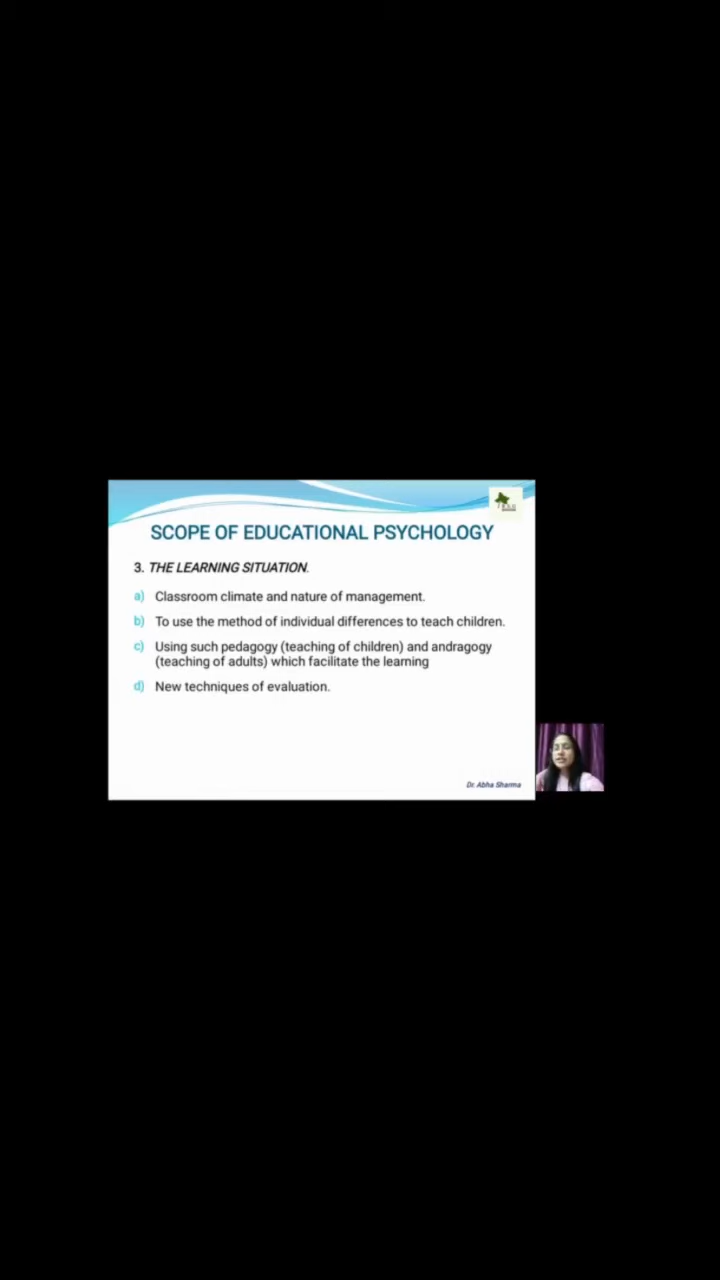 SCOPE OF EDUCATIONAL PSYCHOLOGY
3. THE LEARNING SITUATION.
a) Classroom climate and nature of management.
b) To use the method of individual differences to teach children.
c) Using such pedagogy (teaching of children) and andragogy
(teaching of adults) which facilitate the learning
d) New techniques of evaluation.
Dr. Abha Sharma